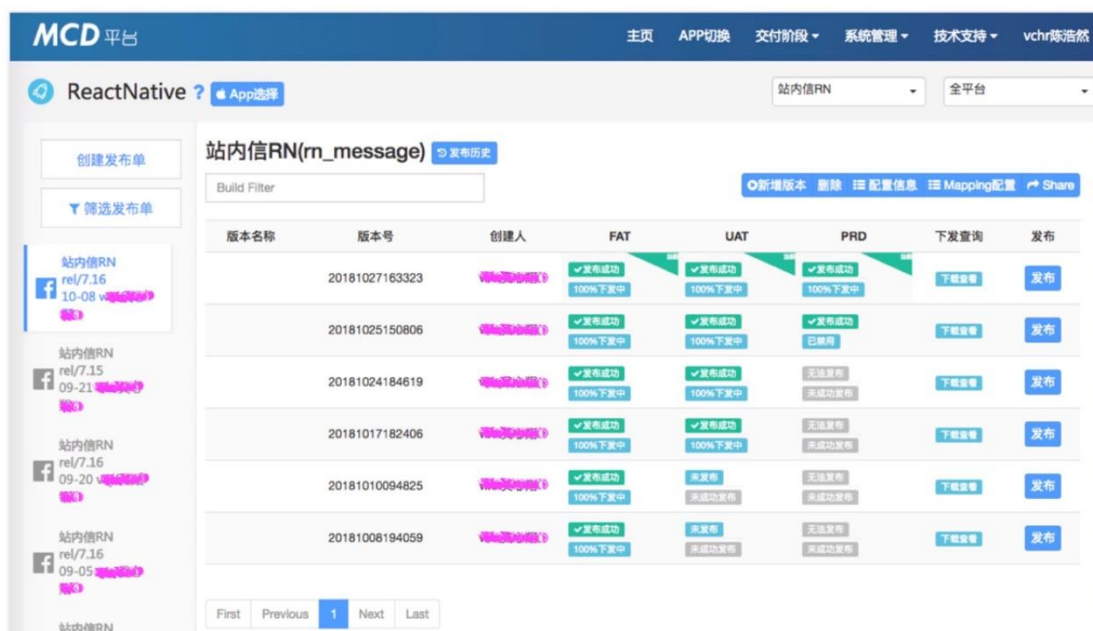 MCD平台
主页 APP切换 交付阶段 系统管理 技术支持 vchr陈浩然
ReactNative ? App选择
站内信RN 全平台
创建发布单
筛选发布单
站内信RN
rel/7.16
10-08
站内信RN
rel/7.15
09-21
站内信RN
rel/7.16
09-20
站内信RN
rel/7.16
09-05
站内信RN
站内信RN(rn_message) 发布历史
Build Filter
新增版本 删除 配置信息 Mapping配置 Share
版本名称 版本号 创建人 FAT UAT PRD 下发查询 发布
20181027163323 发布成功 发布成功 发布成功 下载查看 发布
100%下发中 100%下发中 100%下发中
20181025150806 发布成功 发布成功 发布成功 下载查看 发布
100%下发中 100%下发中 已禁用
20181024184619 发布成功 发布成功 无法发布 下载查看 发布
100%下发中 100%下发中 未成功发布
20181017182406 发布成功 发布成功 无法发布 下载查看 发布
100%下发中 100%下发中 未成功发布
20181010094825 发布成功 未发布 无法发布 下载查看 发布
100%下发中 未成功发布 未成功发布
20181008194059 发布成功 未发布 无法发布 下载查看 发布
100%下发中 未成功发布 未成功发布
First Previous 1 Next Last